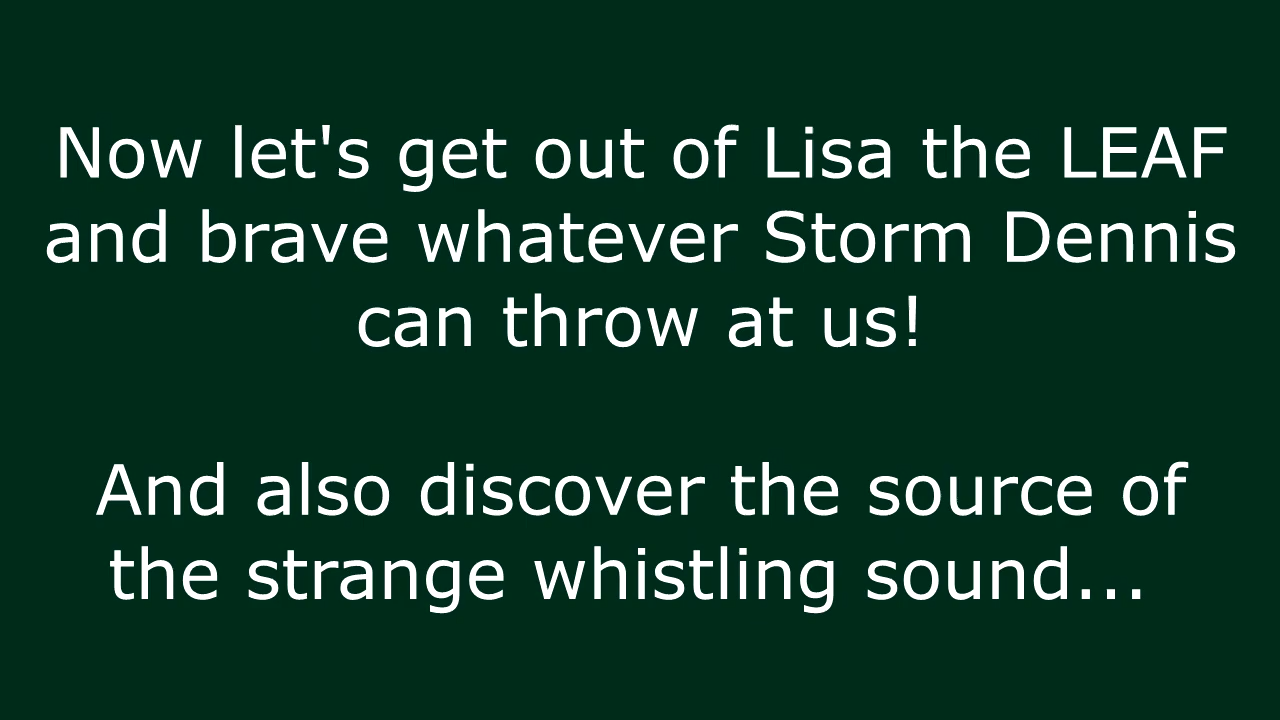 Now let's get out of Lisa the LEAF
and brave whatever Storm Dennis
can throw at us!
And also discover the source of
the strange whistling sound...